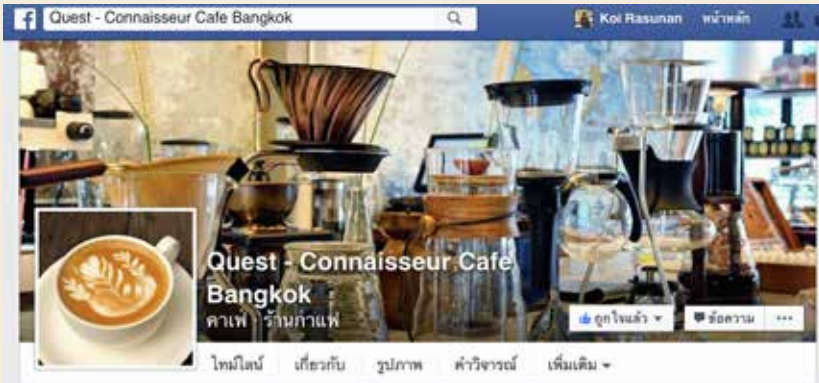 f Quest - Connaisseur Cafe Bangkok Koi Rasunan หน้าหลัก
Quest - Connaisseur Cafe
Bangkok
คาเฟ่ · ร้านกาแฟ
ถูกใจแล้ว ข้อความ
ไทม์ไลน์ เกี่ยวกับ รูปภาพ คำวิจารณ์ เพิ่มเติม